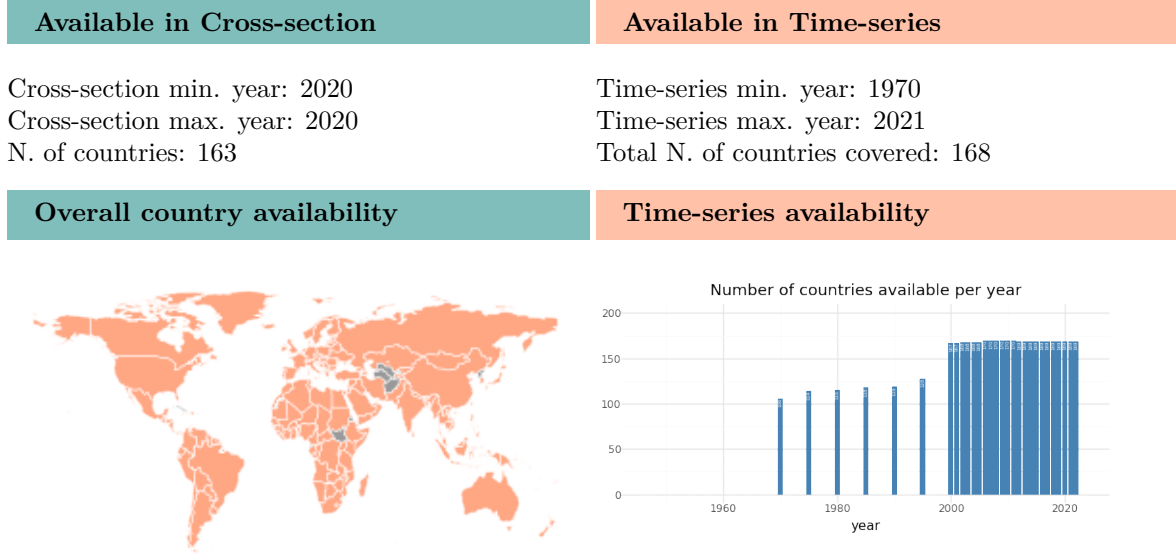 Available in Cross-section
Available in Time-series
Cross-section min. year: 2020
Cross-section max. year: 2020
N. of countries: 163
Time-series min. year: 1970
Time-series max. year: 2021
Total N. of countries covered: 168
Overall country availability
Time-series availability
Number of countries available per year
200
150
100
50
0
1960
1980
2000
2020
year